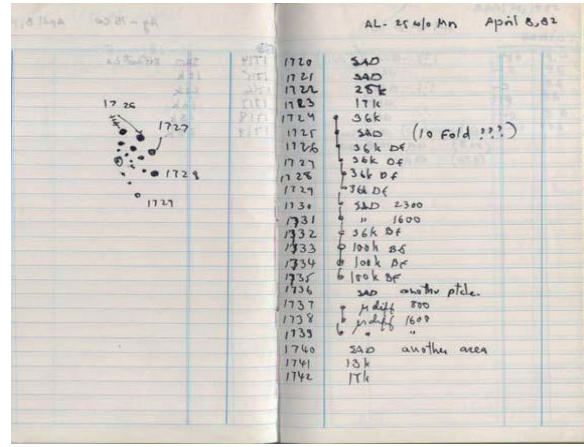 AL-25 w/o Mn April 8, 82
1726
1727
1728
1729
1720 SAD
1721 SAD
1722 25k
1723 17k
1724 36k
1725 SAD (10 Fold ???)
1726 36k DF
1727 36k DF
1728 36k DF
1729 36k DF
1730 SAD 2300
1731 " 1600
1732 36k BF
1733 100k BF
1734 100k BF
1735 100k BF
1736 SAD another ptcle.
1737 μdiff 800
1738 μdiff 1600
1739 " "
1740 SAD another area
1741 13k
1742 17k